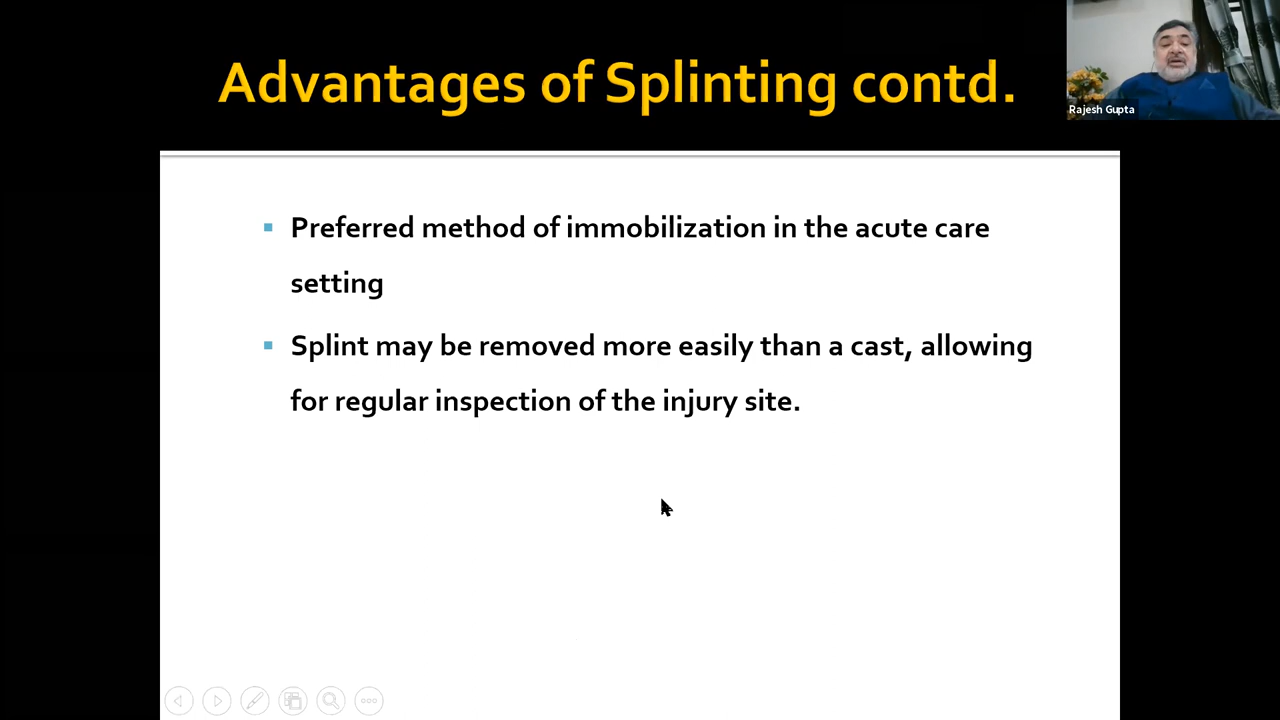 Advantages of Splinting contd.
Rajesh Gupta
Preferred method of immobilization in the acute care
setting
Splint may be removed more easily than a cast, allowing
for regular inspection of the injury site.